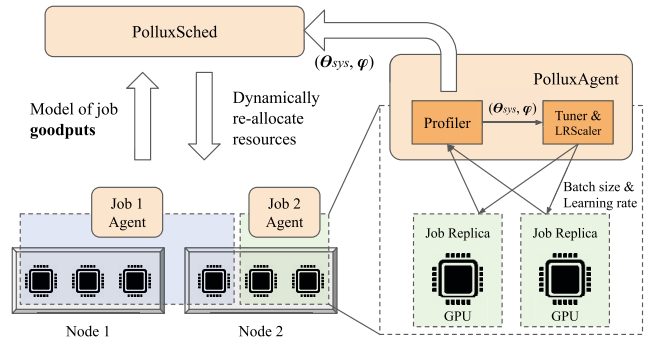 PolluxSched
(θsys, φ)
PolluxAgent
Model of job
goodputs
Dynamically
re-allocate
resources
Profiler
(θsys, φ)
Tuner &
LRScaler
Batch size &
Learning rate
Job 1
Agent
Job 2
Agent
Job Replica
GPU
Job Replica
GPU
Node 1
Node 2